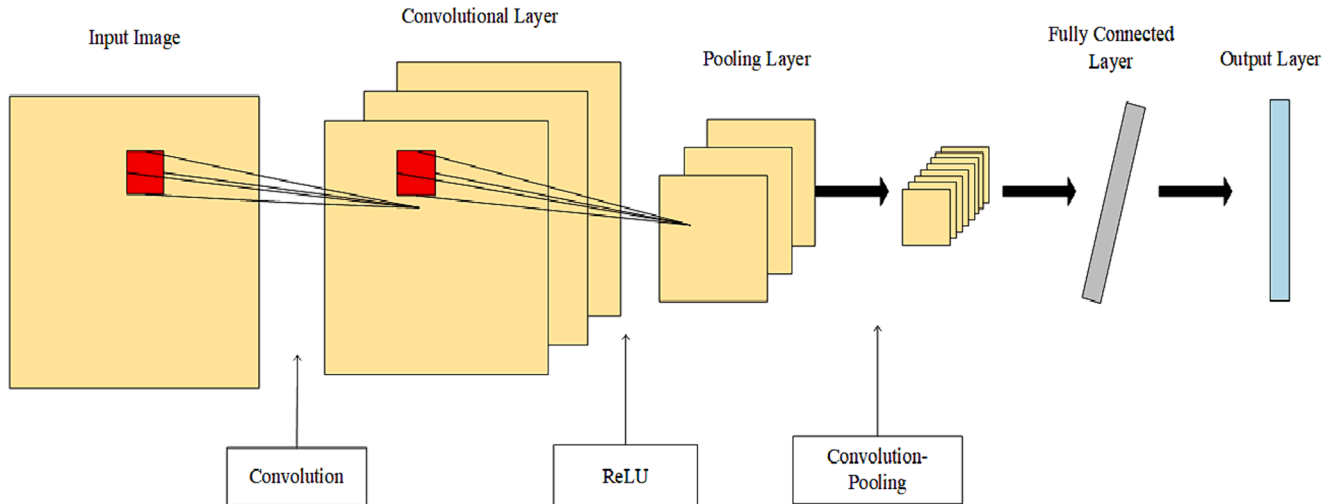 Input Image
Convolutional Layer
Pooling Layer
Fully Connected
Layer
Output Layer
Convolution
ReLU
Convolution-
Pooling